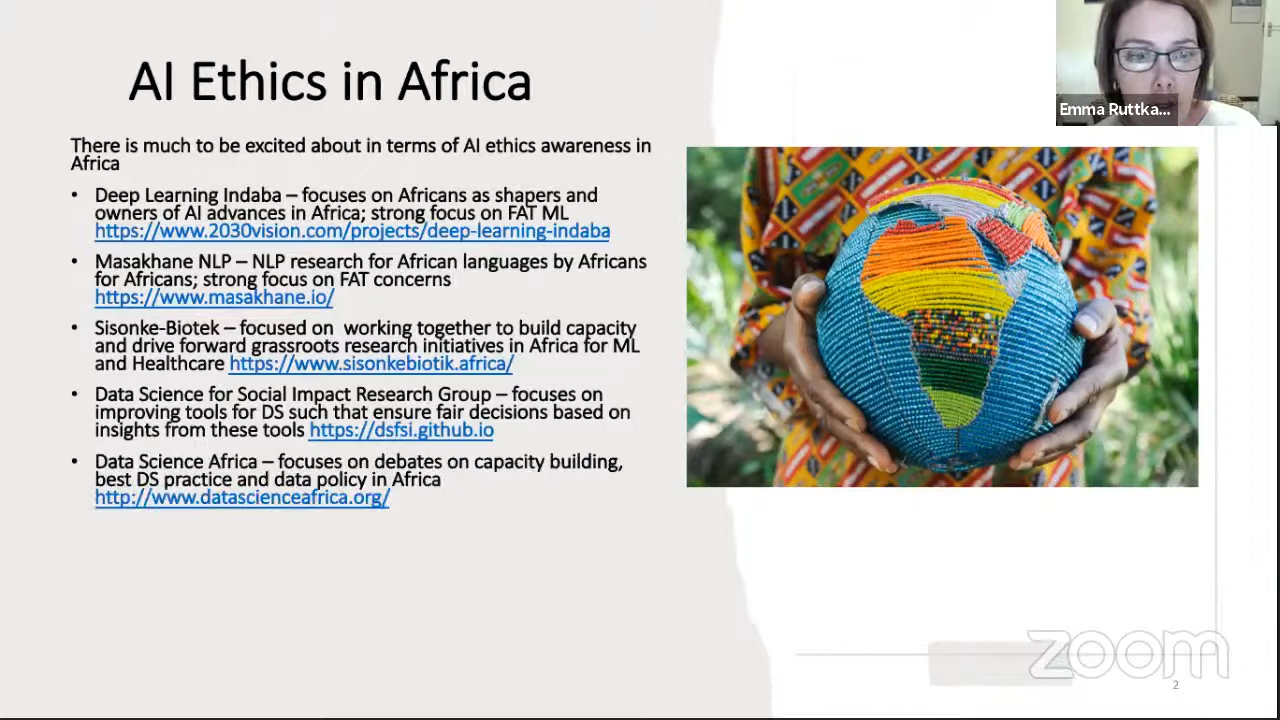 AI Ethics in Africa
There is much to be excited about in terms of AI ethics awareness in
Africa
• Deep Learning Indaba – focuses on Africans as shapers and
owners of AI advances in Africa; strong focus on FAT ML
https://www.2030vision.com/projects/deep-learning-indaba
• Masakhane NLP – NLP research for African languages by Africans
for Africans; strong focus on FAT concerns
https://www.masakhane.io/
• Sisonke-Biotek – focused on  working together to build capacity
and drive forward grassroots research initiatives in Africa for ML
and Healthcare https://www.sisonkebiotik.africa/
• Data Science for Social Impact Research Group – focuses on
improving tools for DS such that ensure fair decisions based on
insights from these tools https://dsfsi.github.io
• Data Science Africa – focuses on debates on capacity building,
best DS practice and data policy in Africa
http://www.datascienceafrica.org/
Emma Ruttka...
zoom
2